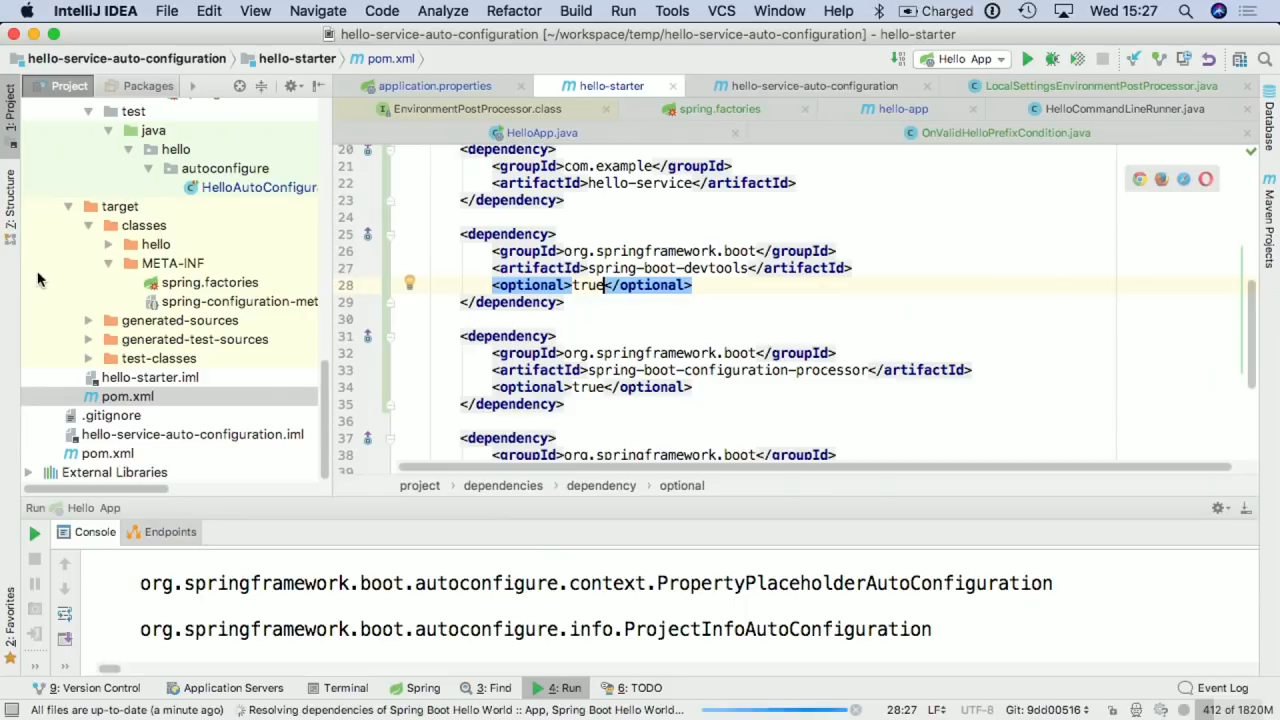 IntelliJ IDEA File Edit View Navigate Code Analyze Refactor Build Run Tools VCS Window Help Charged Wed 15:27
hello-service-auto-configuration [~/workspace/temp/hello-service-auto-configuration] - hello-starter
hello-service-auto-configuration hello-starter pom.xml Hello App
Project Packages application.properties hello-starter hello-service-auto-configuration LocalSettingsEnvironmentPostProcessor.java
EnvironmentPostProcessor.class spring.factories hello-app HelloCommandLineRunner.java
HelloApp.java OnValidHelloPrefixCondition.java
1: Project
Z: Structure
2: Favorites
Database
Maven Projects
test
java
hello
autoconfigure
HelloAutoConfigur
target
classes
hello
META-INF
spring.factories
spring-configuration-met
generated-sources
generated-test-sources
test-classes
hello-starter.iml
pom.xml
.gitignore
hello-service-auto-configuration.iml
pom.xml
External Libraries
20 <dependency>
21 <groupId>com.example</groupId>
22 <artifactId>hello-service</artifactId>
23 </dependency>
24
25 <dependency>
26 <groupId>org.springframework.boot</groupId>
27 <artifactId>spring-boot-devtools</artifactId>
28 <optional>true</optional>
29 </dependency>
30
31 <dependency>
32 <groupId>org.springframework.boot</groupId>
33 <artifactId>spring-boot-configuration-processor</artifactId>
34 <optional>true</optional>
35 </dependency>
36
37 <dependency>
38 <groupId>org.springframework.boot</groupId>
39
project dependencies dependency optional
Run Hello App
Console Endpoints
org.springframework.boot.autoconfigure.context.PropertyPlaceholderAutoConfiguration
org.springframework.boot.autoconfigure.info.ProjectInfoAutoConfiguration
9: Version Control Application Servers Terminal Spring 3: Find 4: Run 6: TODO Event Log
All files are up-to-date (a minute ago) Resolving dependencies of Spring Boot Hello World :: App, Spring Boot Hello World... 28:27 LF UTF-8 Git: 9dd00516 412 of 1820M